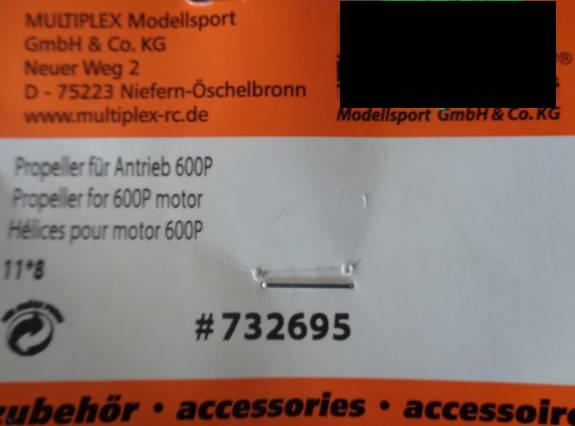 MULTIPLEX Modellsport
GmbH & Co. KG
Neuer Weg 2
D - 75223 Niefern-Öschelbronn
www.multiplex-rc.de
®
Modellsport GmbH & Co. KG
Propeller für Antrieb 600P
Propeller for 600P motor
Hélices pour motor 600P
11*8
#732695
zubehör • accessories • accessoire